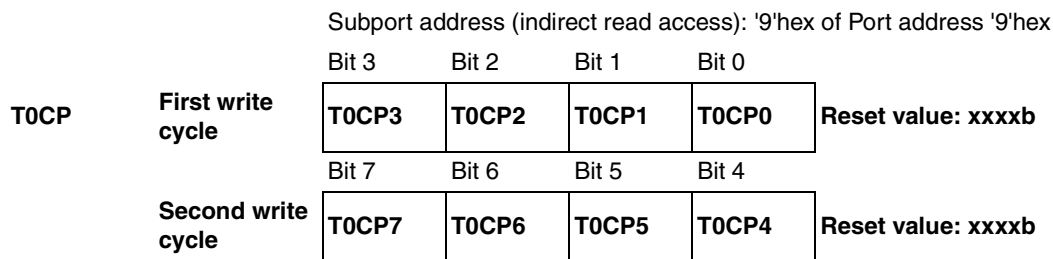 Subport address (indirect read access): '9'hex of Port address '9'hex
Bit 3 Bit 2 Bit 1 Bit 0
T0CP First write cycle T0CP3 T0CP2 T0CP1 T0CP0 Reset value: xxxxb
Bit 7 Bit 6 Bit 5 Bit 4
Second write cycle T0CP7 T0CP6 T0CP5 T0CP4 Reset value: xxxxb